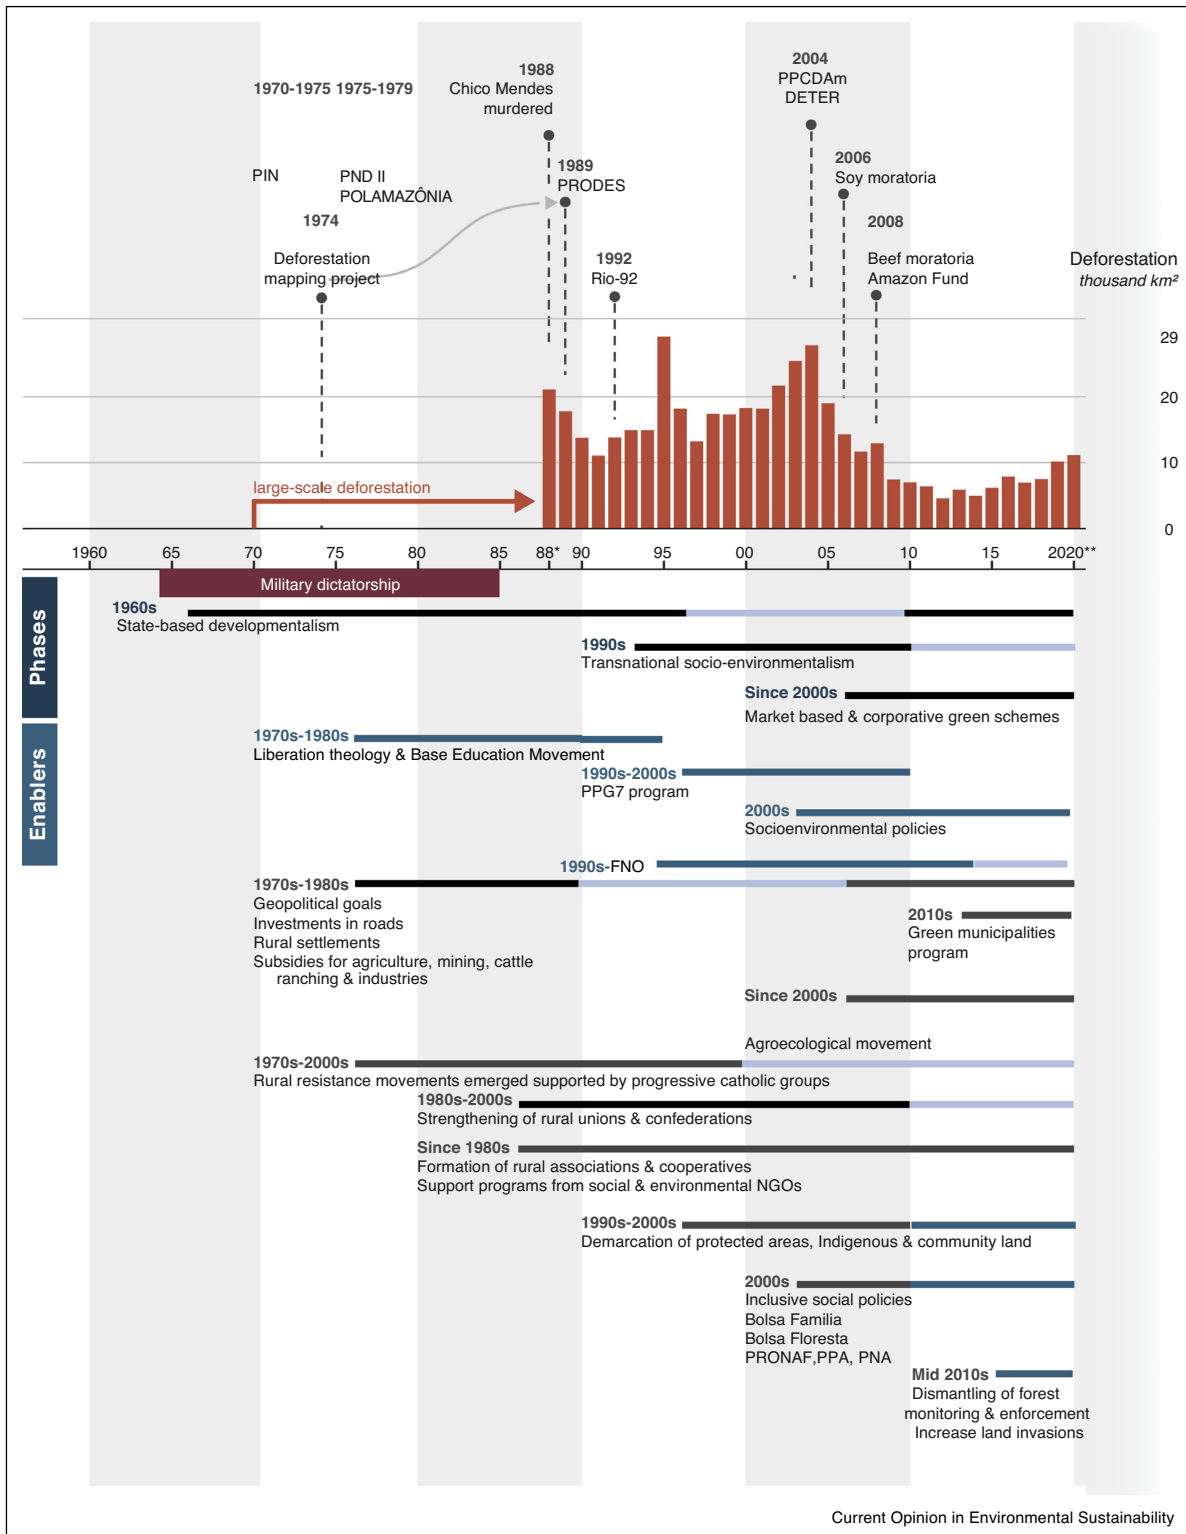 1970-1975 1975-1979
1988
Chico Mendes
murdered
2004
PPCDAm
DETER
PIN
PND II
POLAMAZÔNIA
1989
PRODES
2006
Soy moratoria
1974
Deforestation
mapping project
1992
Rio-92
2008
Beef moratoria
Amazon Fund
Deforestation
thousand km²
29
20
10
0
large-scale deforestation
1960 65 70 75 80 85 88* 90 95 00 05 10 15 2020**
Military dictatorship
Phases
1960s
State-based developmentalism
1990s
Transnational socio-environmentalism
Since 2000s
Market based & corporative green schemes
Enablers
1970s-1980s
Liberation theology & Base Education Movement
1990s-2000s
PPG7 program
2000s
Socioenvironmental policies
1990s-FNO
1970s-1980s
Geopolitical goals
Investments in roads
Rural settlements
Subsidies for agriculture, mining, cattle
ranching & industries
2010s
Green municipalities
program
Since 2000s
Agroecological movement
1970s-2000s
Rural resistance movements emerged supported by progressive catholic groups
1980s-2000s
Strengthening of rural unions & confederations
Since 1980s
Formation of rural associations & cooperatives
Support programs from social & environmental NGOs
1990s-2000s
Demarcation of protected areas, Indigenous & community land
2000s
Inclusive social policies
Bolsa Familia
Bolsa Floresta
PRONAF,PPA, PNA
Mid 2010s
Dismantling of forest
monitoring & enforcement
Increase land invasions
Current Opinion in Environmental Sustainability